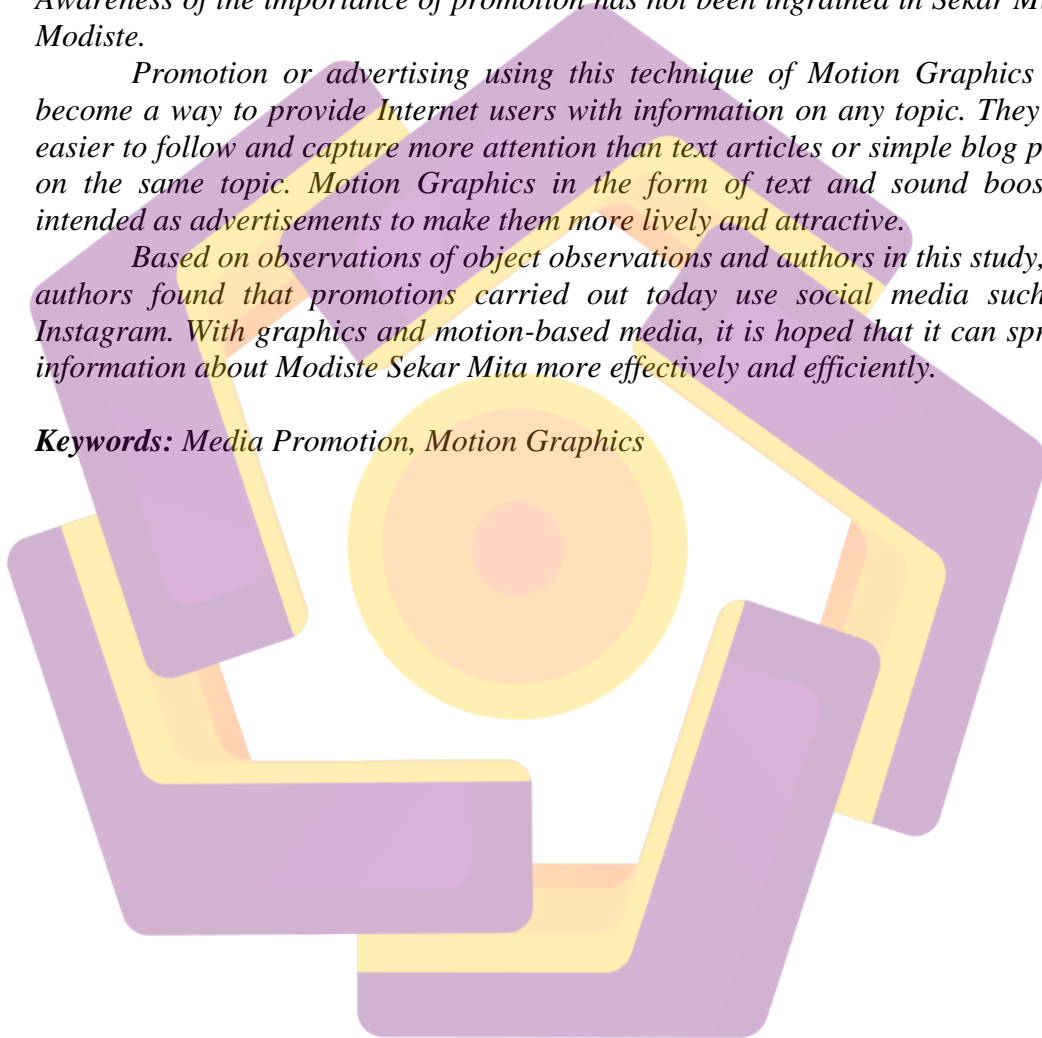 Awareness of the importance of promotion has not been ingrained in Sekar
Modiste.
Promotion or advertising using this technique of Motion Graphics
become a way to provide Internet users with information on any topic. They
easier to follow and capture more attention than text articles or simple blog
on the same topic. Motion Graphics in the form of text and sound
intended as advertisements to make them more lively and attractive.
Based on observations of object observations and authors in this study,
authors found that promotions carried out today use social media such
Instagram. With graphics and motion-based media, it is hoped that it can
information about Modiste Sekar Mita more effectively and efficiently.
Keywords: Media Promotion, Motion Graphics